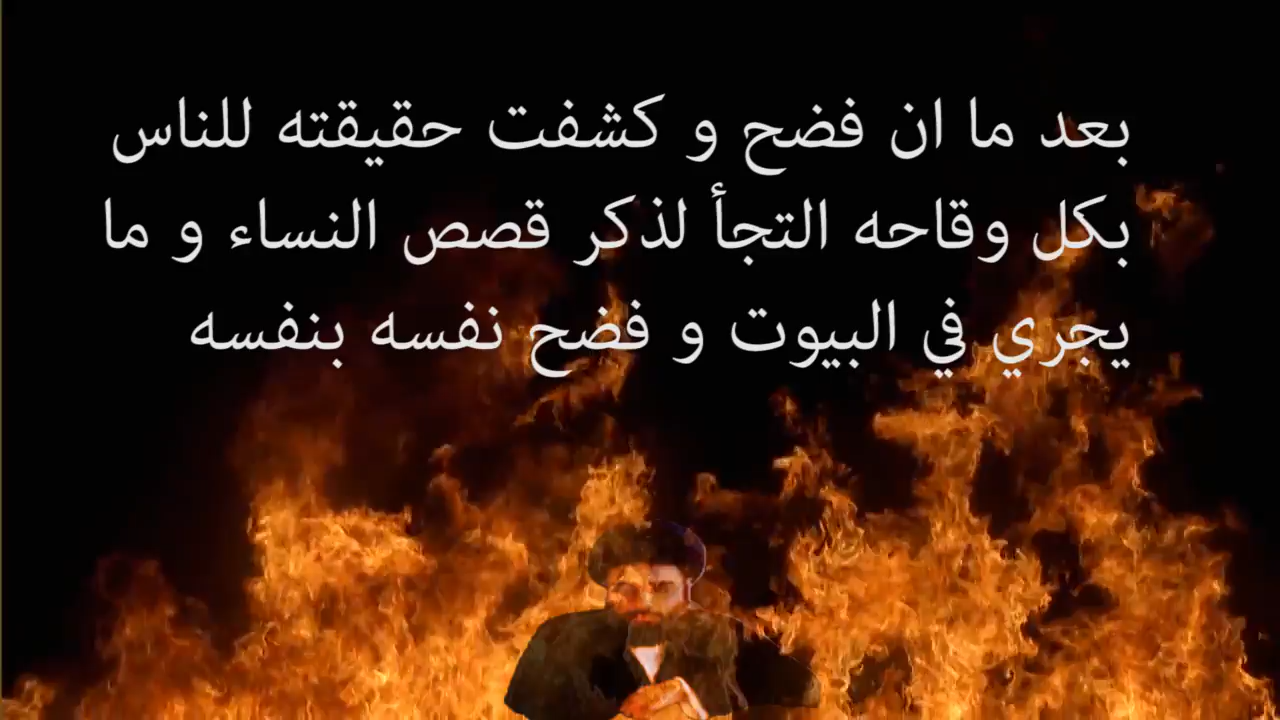 بعد ما ان فضح و كشفت حقيقته للناس
بكل وقاحه التجأ لذكر قصص النساء و ما
يجري في البيوت و فضح نفسه بنفسه